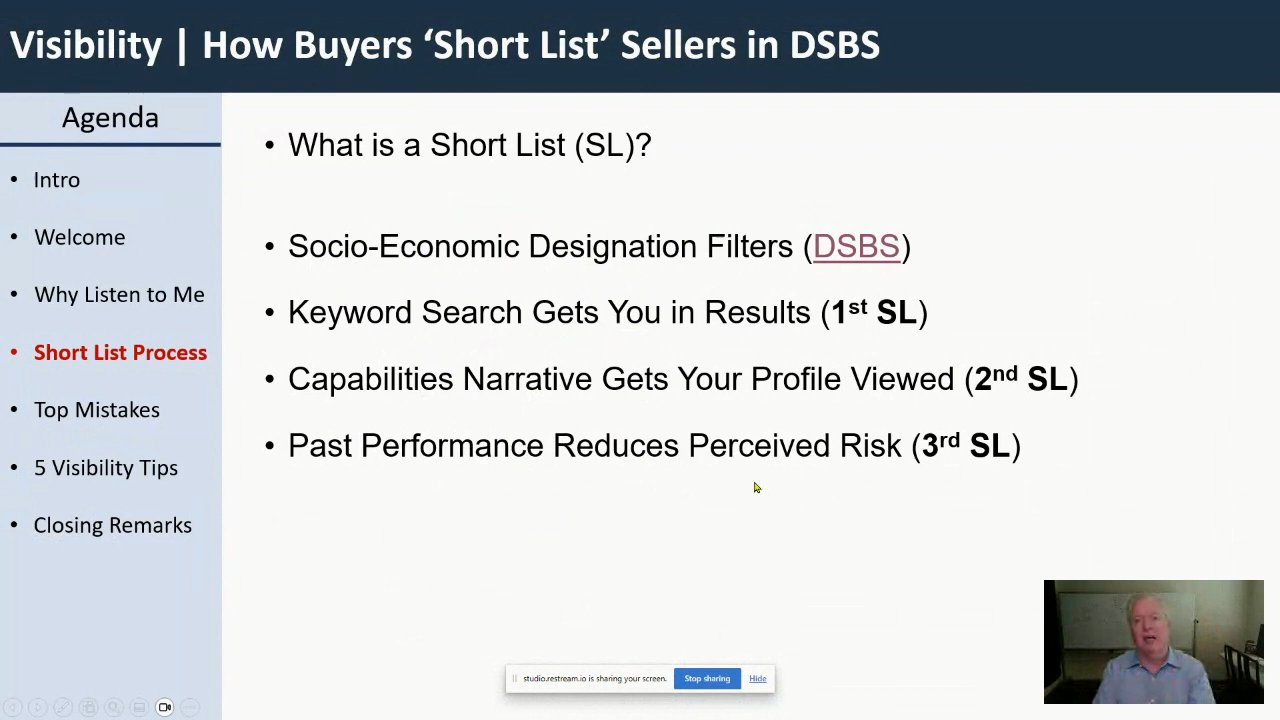 Visibility | How Buyers ‘Short List’ Sellers in DSBS
Agenda
• Intro
• Welcome
• Why Listen to Me
• Short List Process
• Top Mistakes
• 5 Visibility Tips
• Closing Remarks
• What is a Short List (SL)?
• Socio-Economic Designation Filters (DSBS)
• Keyword Search Gets You in Results (1st SL)
• Capabilities Narrative Gets Your Profile Viewed (2nd SL)
• Past Performance Reduces Perceived Risk (3rd SL)
studio.restream.io is sharing your screen. Stop sharing Hide